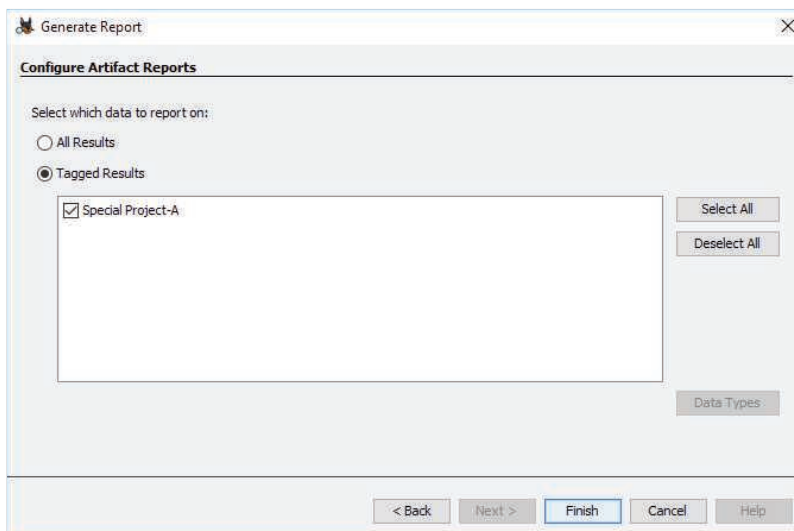 Generate Report
Configure Artifact Reports
Select which data to report on:
All Results
Tagged Results
Special Project-A
Select All
Deselect All
Data Types
< Back Next > Finish Cancel Help